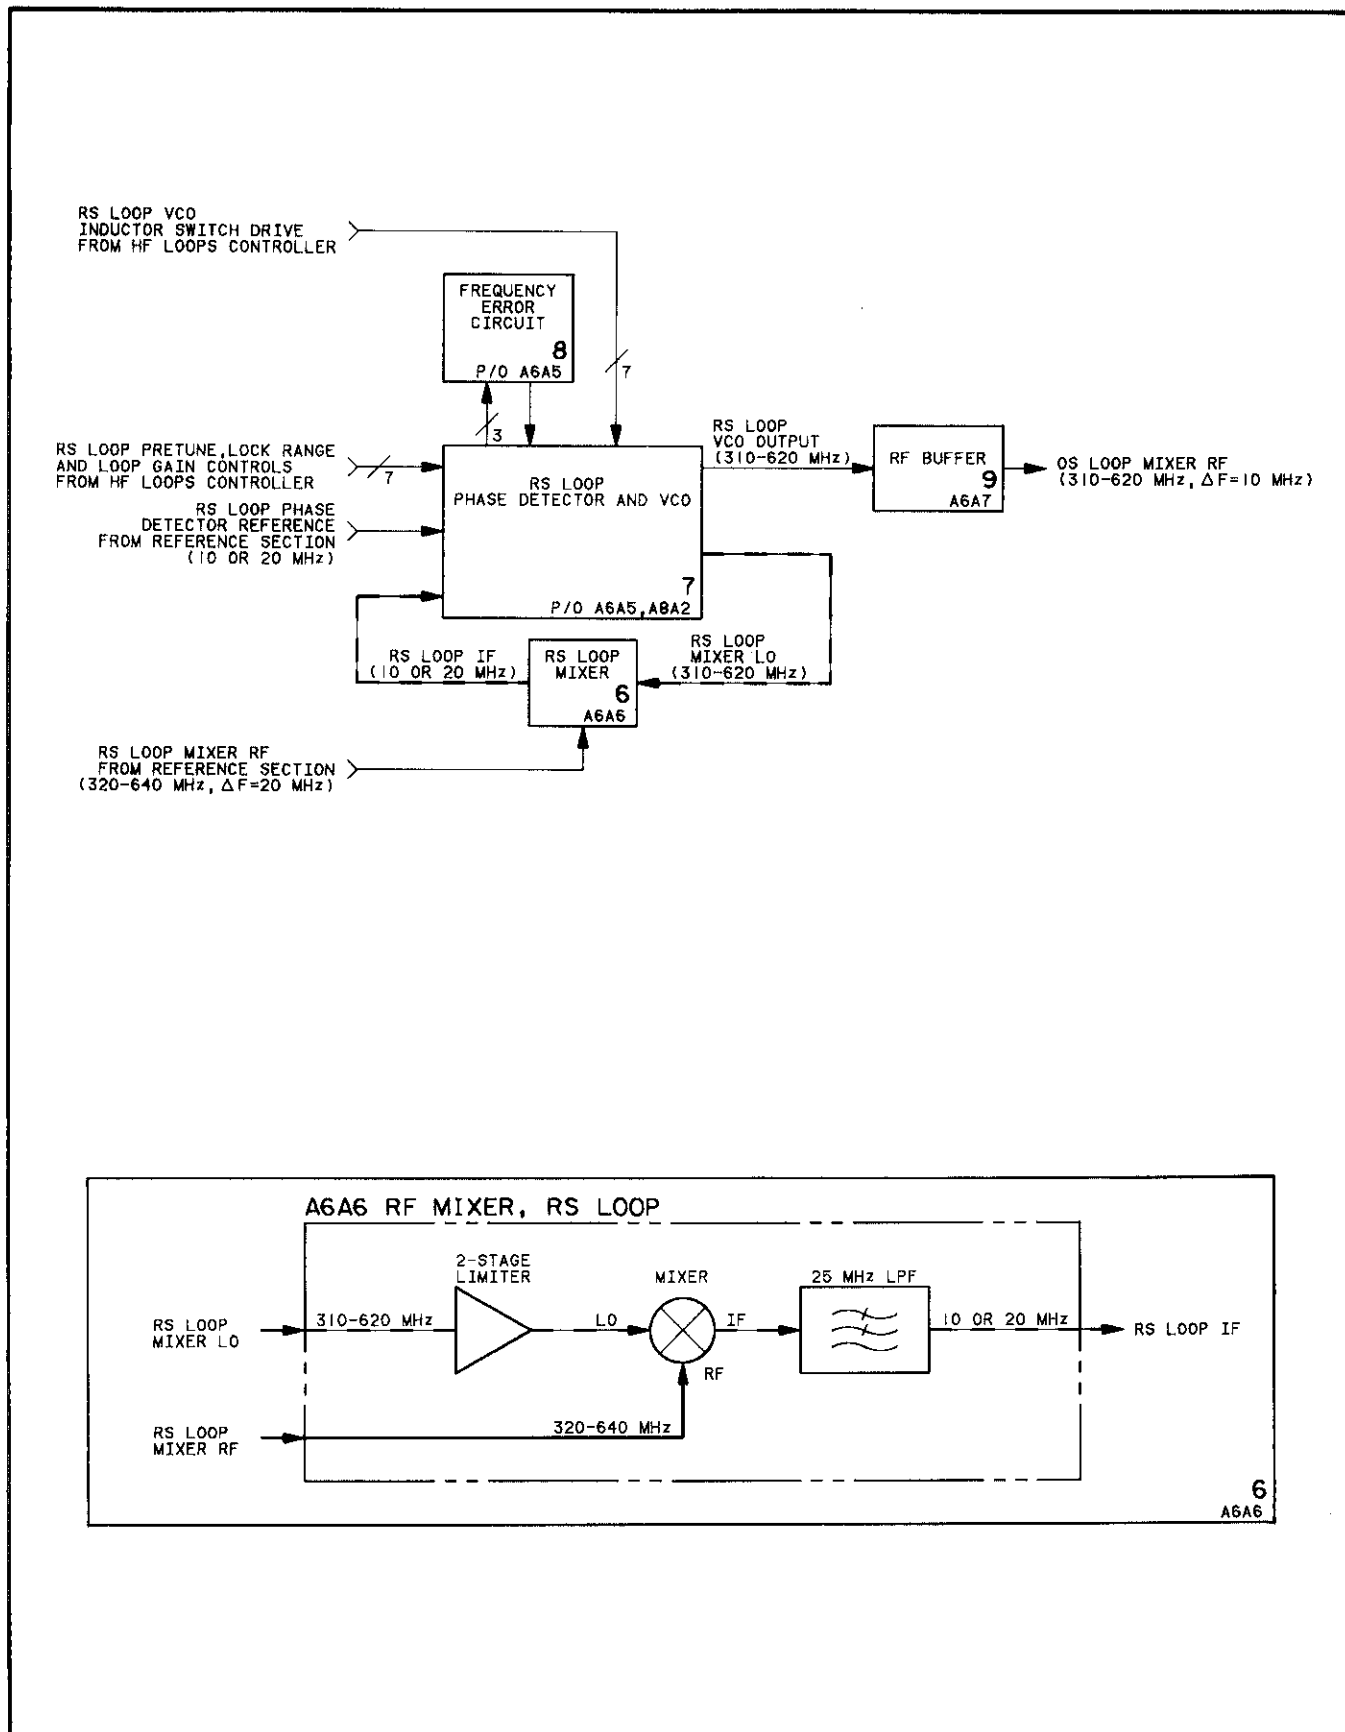 RS LOOP VCO
INDUCTOR SWITCH DRIVE
FROM HF LOOPS CONTROLLER
FREQUENCY
ERROR
CIRCUIT
8
P/O A6A5
7
3
RS LOOP PRETUNE, LOCK RANGE
AND LOOP GAIN CONTROLS
FROM HF LOOPS CONTROLLER
7
RS LOOP PHASE
DETECTOR REFERENCE
FROM REFERENCE SECTION
(10 OR 20 MHz)
RS LOOP
PHASE DETECTOR AND VCO
7
P/O A6A5, A8A2
RS LOOP
VCO OUTPUT
(310-620 MHz)
RF BUFFER
9
A6A7
OS LOOP MIXER RF
(310-620 MHz, ΔF=10 MHz)
RS LOOP IF
(10 OR 20 MHz)
RS LOOP
MIXER
6
A6A6
RS LOOP
MIXER LO
(310-620 MHz)
RS LOOP MIXER RF
FROM REFERENCE SECTION
(320-640 MHz, ΔF=20 MHz)
A6A6 RF MIXER, RS LOOP
2-STAGE
LIMITER
MIXER
25 MHz LPF
RS LOOP
MIXER LO
310-620 MHz
LO
IF
RF
10 OR 20 MHz
RS LOOP IF
RS LOOP
MIXER RF
320-640 MHz
6
A6A6